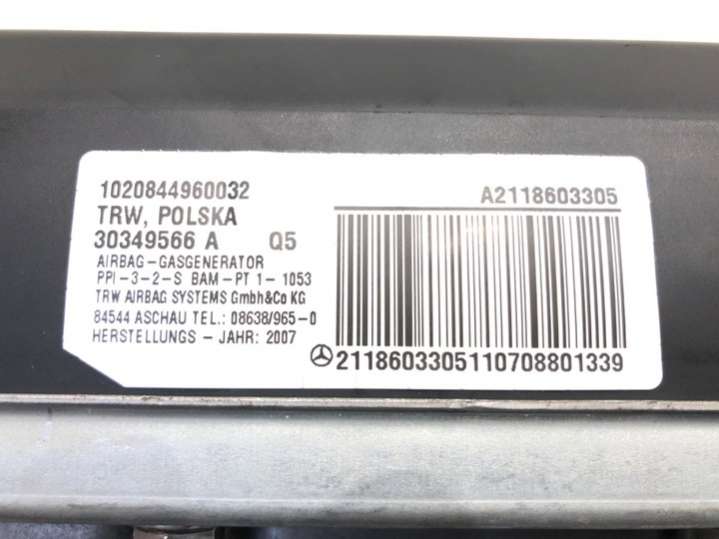 1020844960032
TRW, POLSKA
30349566 A Q5
AIRBAG-GASGENERATOR
PPI-3-2-S BAM-PT 1- 1053
TRW AIRBAG SYSTEMS Gmbh&Co KG
84544 ASCHAU TEL.: 08638/965-0
HERSTELLUNGS - JAHR: 2007
A2118603305
2118603305110708801339